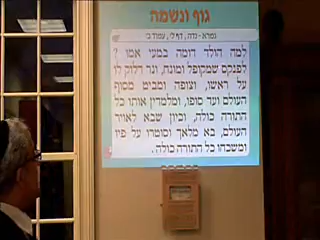 גוף ונשמה
גמרא-נדה, דף ל', עמוד ב'
למה הולד דומה במעי אמו ?
לפנקס שמקופל ומונח, ונר דלוק לו
על ראשו, וצופה ומביט מסוף
העולם ועד סופו, ומלמדין אותו כל
התורה כולה, וכיון שבא לאויר
העולם, בא מלאך וסוטרו על פיו
ומשכחו כל התורה כולה.